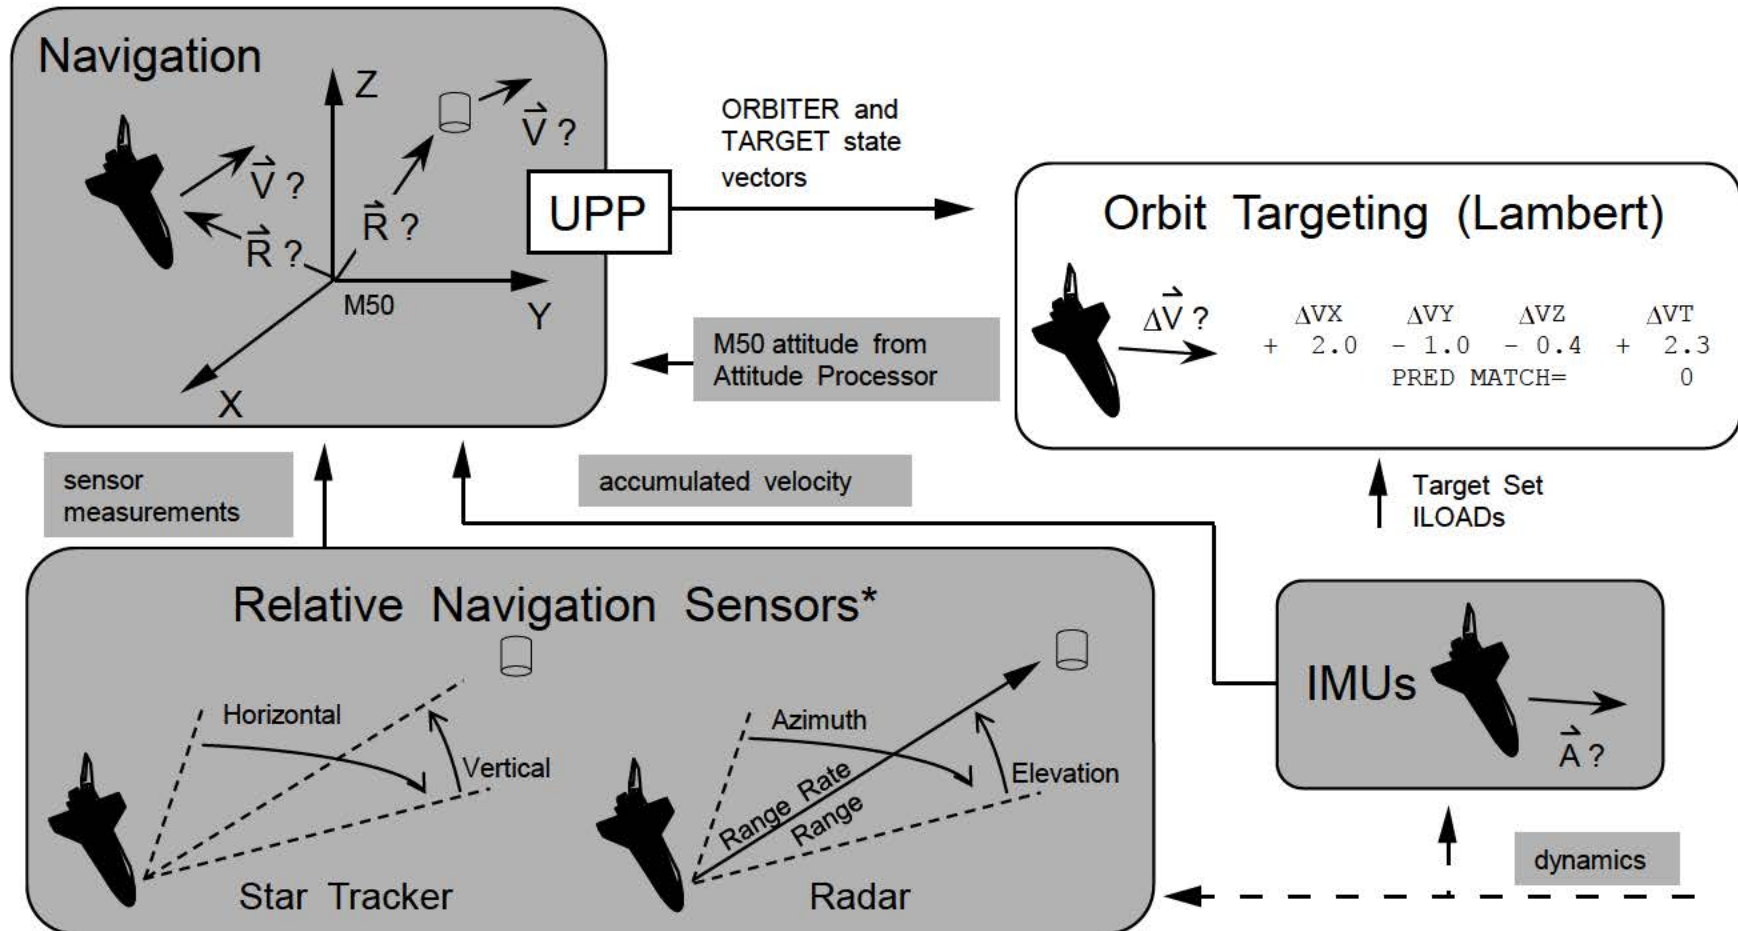 Navigation
Z
V ?
V ?
R ?
R ?
M50
Y
X
UPP
ORBITER and
TARGET state
vectors
M50 attitude from
Attitude Processor
Orbit Targeting (Lambert)
ΔV ?
ΔVX ΔVY ΔVZ ΔVT
+ 2.0 - 1.0 - 0.4 + 2.3
PRED MATCH= 0
sensor
measurements
accumulated velocity
Target Set
ILOADs
Relative Navigation Sensors*
Horizontal
Vertical
Star Tracker
Azimuth
Elevation
Range Rate
Range
Radar
IMUs
A ?
dynamics